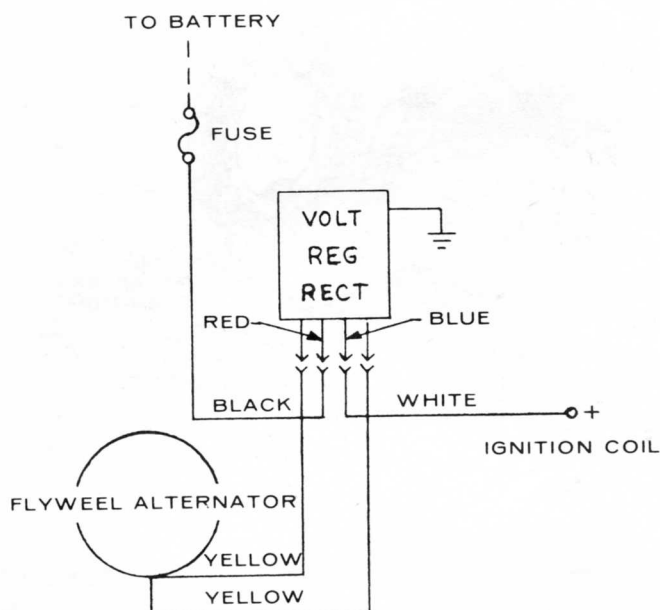 TO BATTERY
FUSE
VOLT
REG
RECT
RED
BLUE
BLACK
WHITE
+
IGNITION COIL
FLYWEEL ALTERNATOR
YELLOW
YELLOW